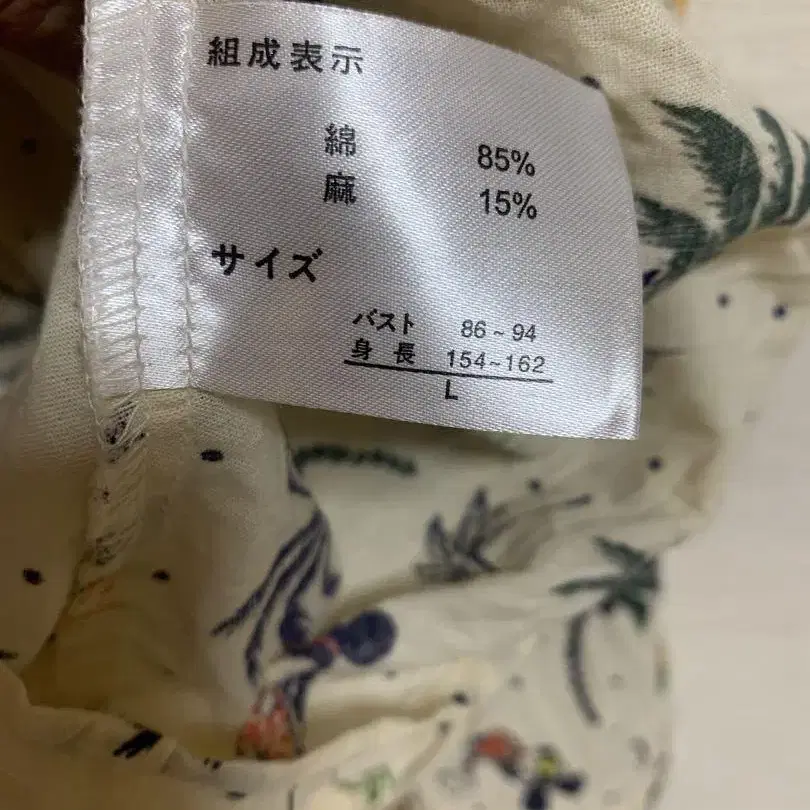 組成表示
綿 85%
麻 15%
サイズ
バスト 86~94
身長 154~162
L